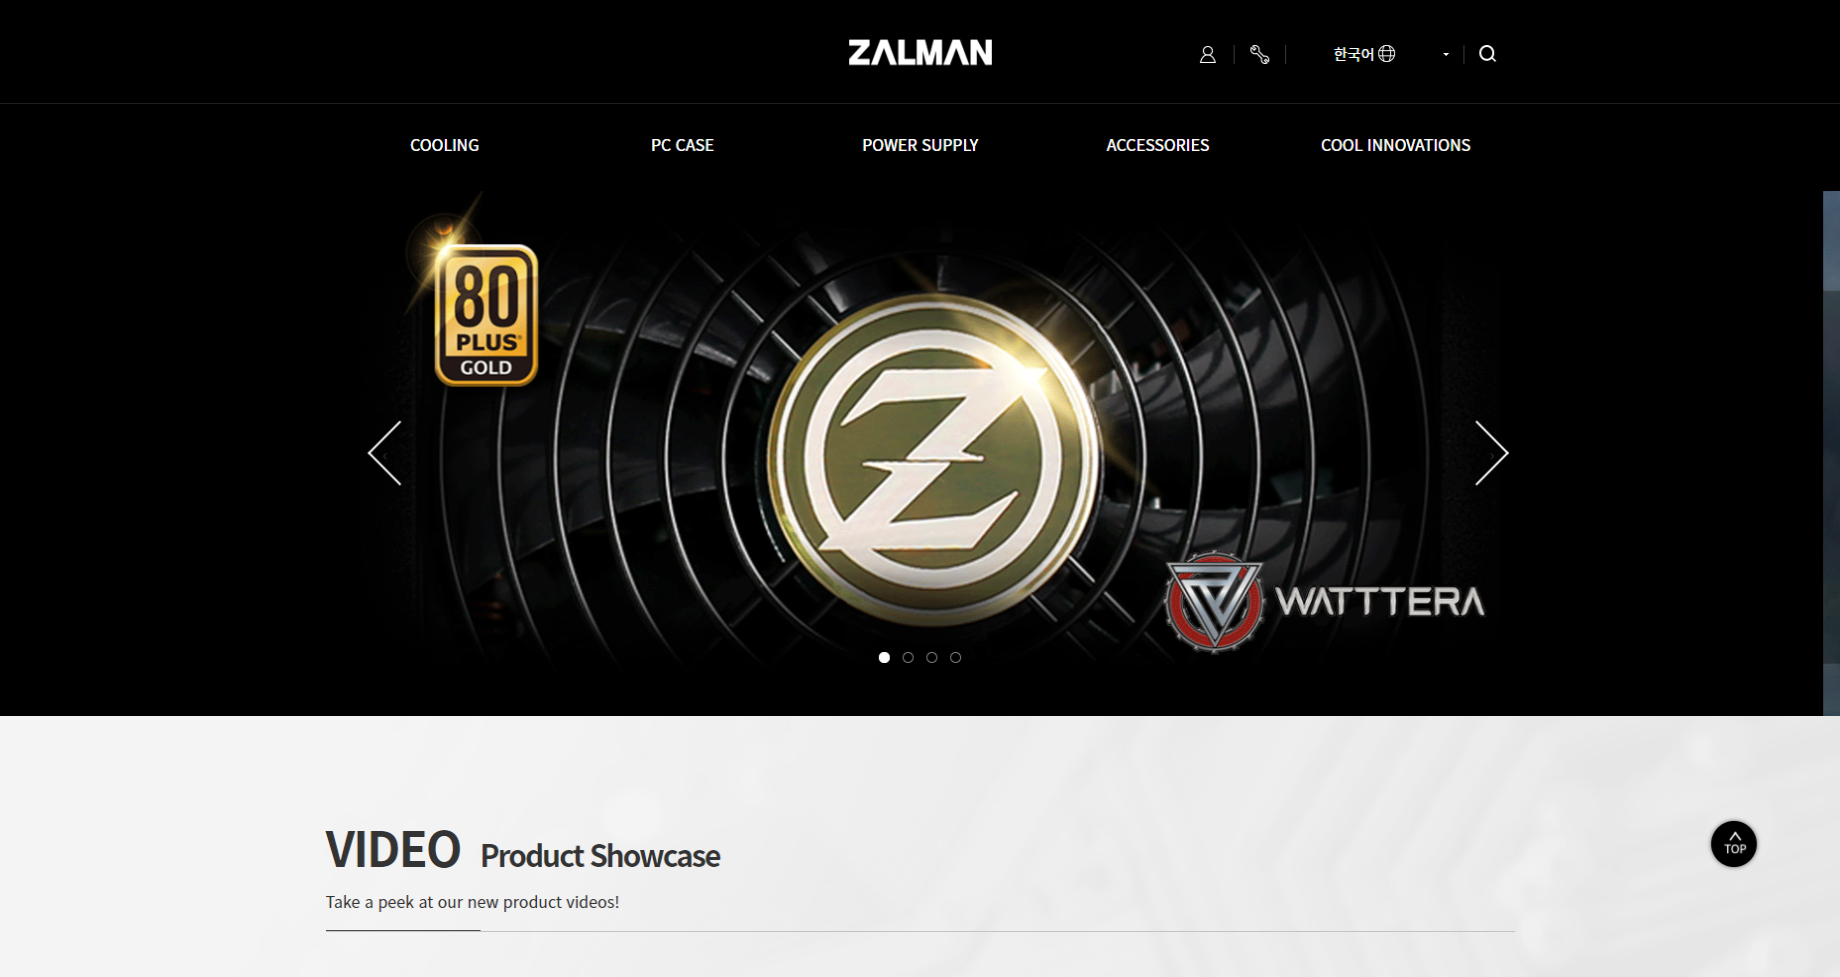 ZALMAN
한국어
COOLING
PC CASE
POWER SUPPLY
ACCESSORIES
COOL INNOVATIONS
80
PLUS®
GOLD
Z
WATTTERA
VIDEO Product Showcase
Take a peek at our new product videos!
TOP